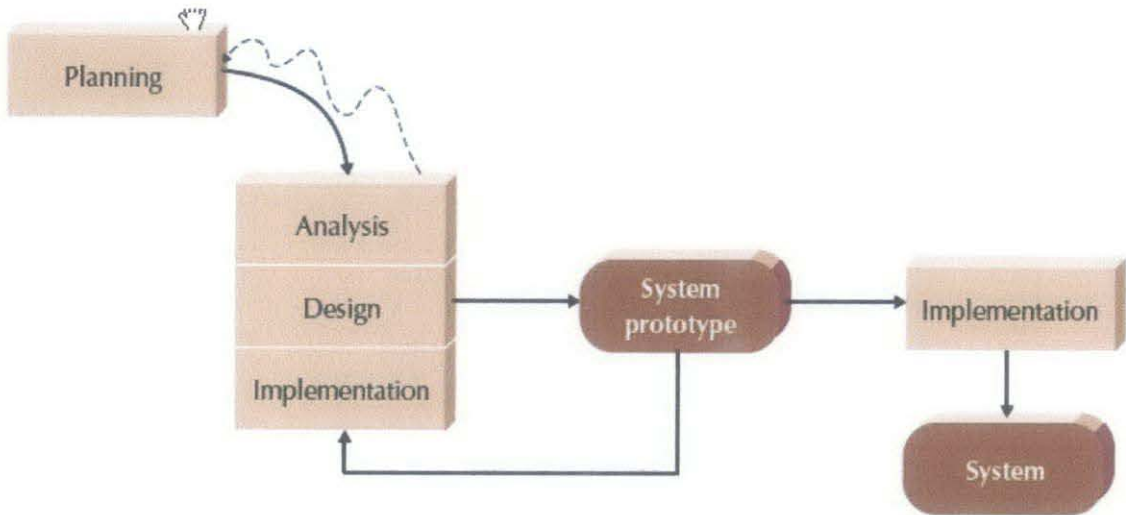 Planning
Analysis
Design
Implementation
System
prototype
Implementation
System